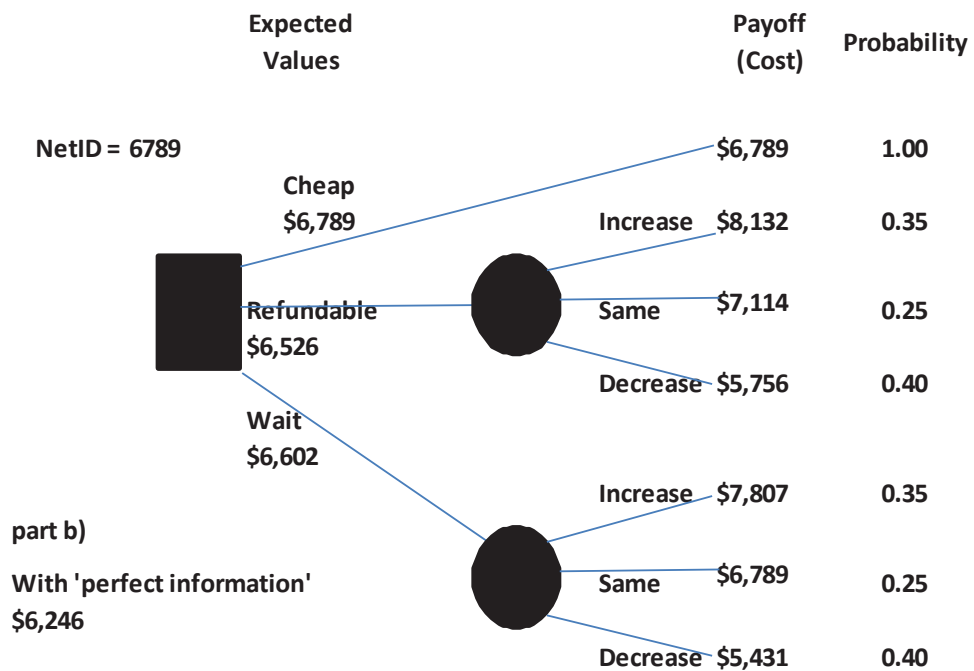 Expected Values
Payoff (Cost)
Probability
NetID = 6789
$6,789 1.00
Cheap
$6,789
Increase $8,132 0.35
Refundable
$6,526
Same $7,114 0.25
Decrease $5,756 0.40
Wait
$6,602
Increase $7,807 0.35
part b)
With 'perfect information'
$6,246
Same $6,789 0.25
Decrease $5,431 0.40